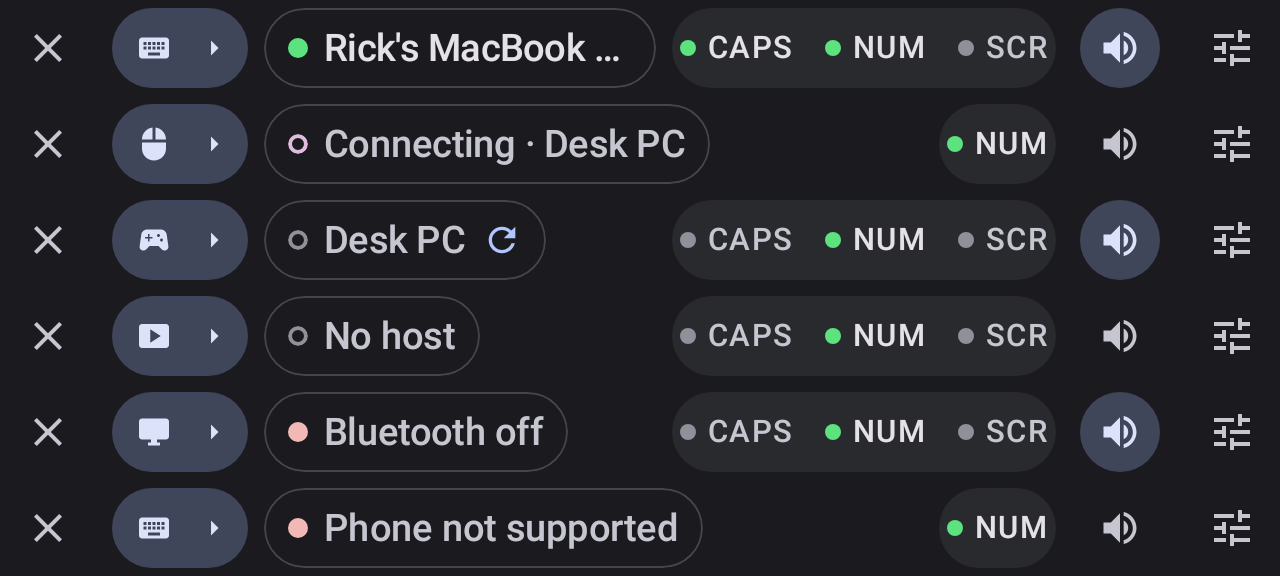 Rick's MacBook ... CAPS NUM SCR
Connecting · Desk PC NUM
Desk PC CAPS NUM SCR
No host CAPS NUM SCR
Bluetooth off CAPS NUM SCR
Phone not supported NUM